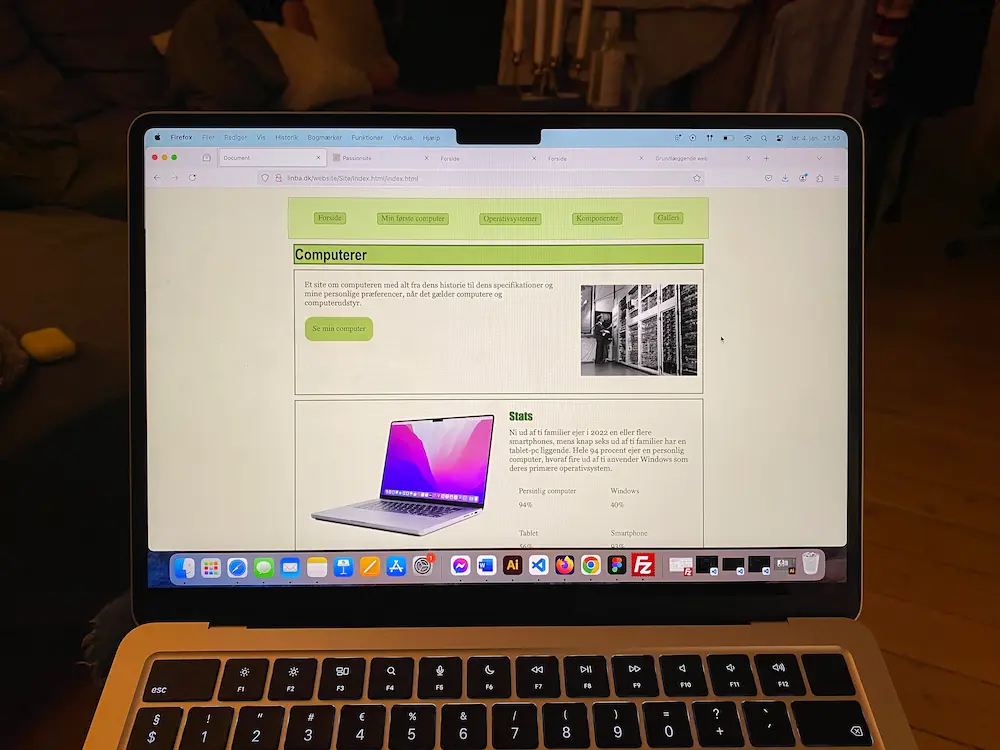 Firefox Filer Rediger Vis Historik Bogmærker Funktioner Vindue Hjælp
lør. 4. jan. 21.50
Document
Passionsite
Forside
Forside
Grundlæggende web
linba.dk/website/Site/index.html/index.html
Forside
Min første computer
Operativsystemer
Komponenter
Galleri
Computerer
Et site om computeren med alt fra dens historie til dens specifikationer og
mine personlige præferencer, når det gælder computere og
computerudstyr.
Se min computer
Stats
Ni ud af ti familier ejer i 2022 en eller flere
smartphones, mens knap seks ud af ti familier har en
tablet-pc liggende. Hele 94 procent ejer en personlig
computer, hvoraf fire ud af ti anvender Windows som
deres primære operativsystem.
Persinlig computer
Windows
94%
40%
Tablet
Smartphone
56%
93%
1
W
Ai
Fz
esc
F1
F2
F3
F4
F5
F6
F7
F8
F9
F10
F11
F12
§ ! " # € % & / ( ) = ? `
$ 1 2 3 4 5 6 7 8 9 0 + ´